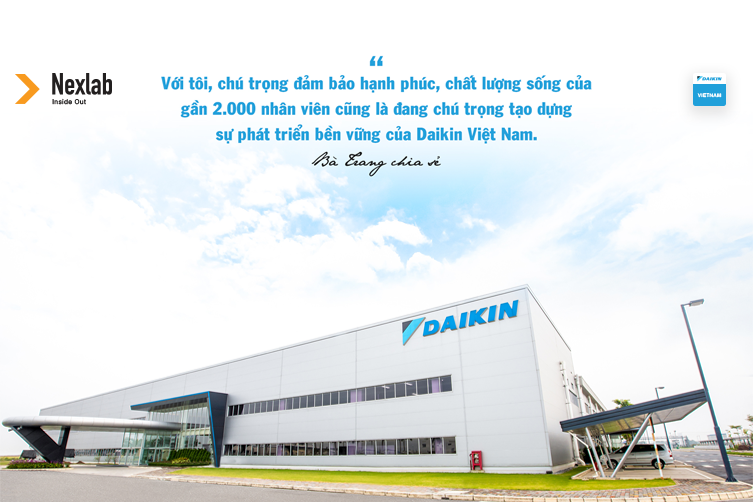 “
Nexlab
Inside Out
Với tôi, chú trọng đảm bảo hạnh phúc, chất lượng sống của
gần 2.000 nhân viên cũng là đang chú trọng tạo dựng
sự phát triển bền vững của Daikin Việt Nam.
Bà Trang chia sẻ
DAIKIN
VIETNAM
DAIKIN